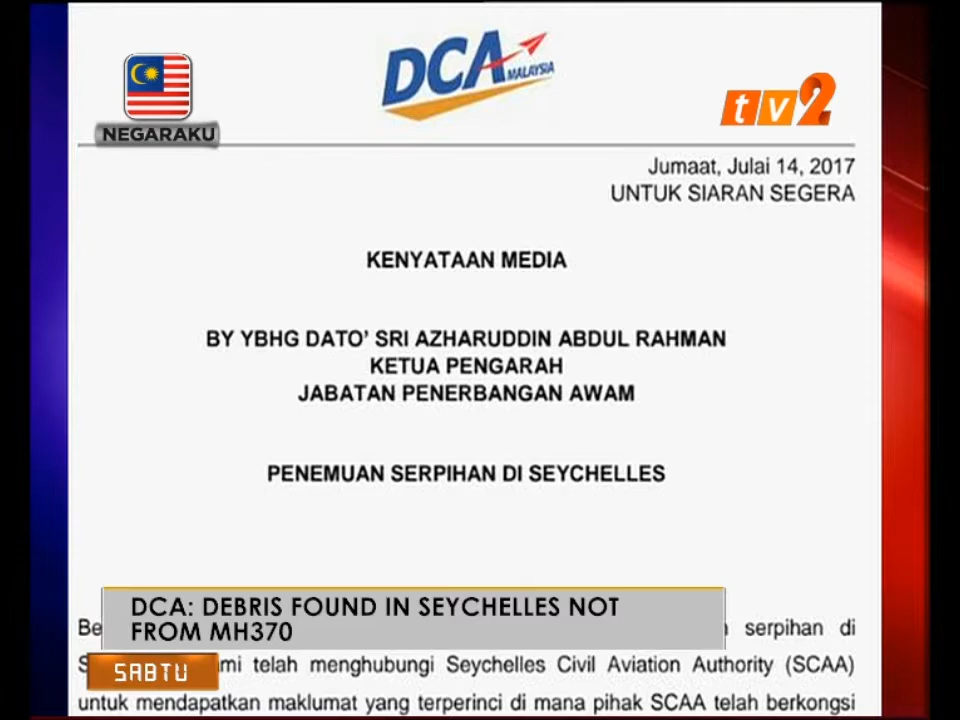 DCA
MALAYSIA
NEGARAKU
tv2
Jumaat, Julai 14, 2017
UNTUK SIARAN SEGERA
KENYATAAN MEDIA
BY YBHG DATO' SRI AZHARUDDIN ABDUL RAHMAN
KETUA PENGARAH
JABATAN PENERBANGAN AWAM
PENEMUAN SERPIHAN DI SEYCHELLES
DCA: DEBRIS FOUND IN SEYCHELLES NOT
FROM MH370
serpihan di
SABTU
telah menghubungi Seychelles Civil Aviation Authority (SCAA)
untuk mendapatkan maklumat yang terperinci di mana pihak SCAA telah berkongsi